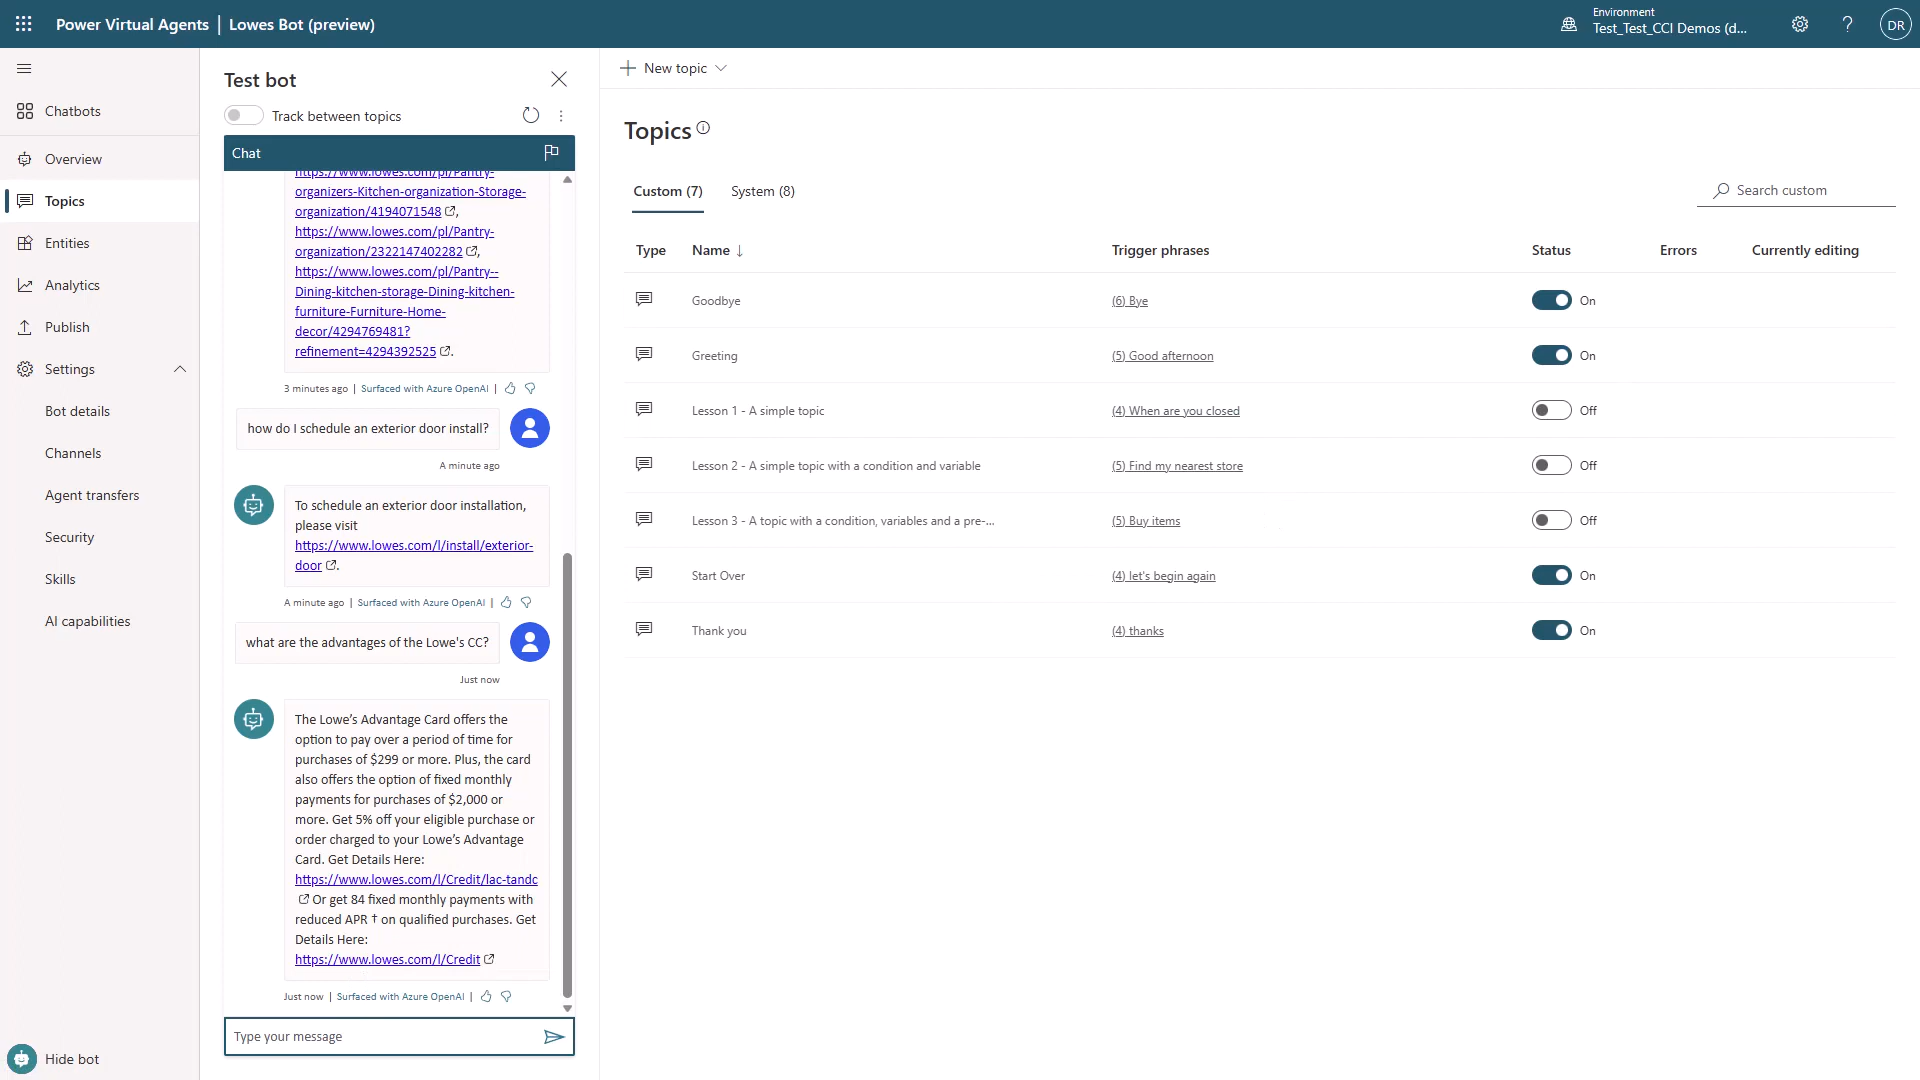 Power Virtual Agents | Lowes Bot (preview)
Environment
Test_Test_CCI Demos (d...
DR
Chatbots
Overview
Topics
Entities
Analytics
Publish
Settings
Bot details
Channels
Agent transfers
Security
Skills
AI capabilities
Hide bot
Test bot
Track between topics
Chat
https://www.lowes.com/pl/Pantry-
organizers-Kitchen-organization-Storage-
organization/4194071548,
https://www.lowes.com/pl/Pantry-
organization/2322147402282,
https://www.lowes.com/pl/Pantry--
Dining-kitchen-storage-Dining-kitchen-
furniture-Furniture-Home-
decor/4294769481?
refinement=4294392525.
3 minutes ago | Surfaced with Azure OpenAI |
how do I schedule an exterior door install?
A minute ago
To schedule an exterior door installation,
please visit
https://www.lowes.com/l/install/exterior-
door.
A minute ago | Surfaced with Azure OpenAI |
what are the advantages of the Lowe's CC?
Just now
The Lowe’s Advantage Card offers the
option to pay over a period of time for
purchases of $299 or more. Plus, the card
also offers the option of fixed monthly
payments for purchases of $2,000 or
more. Get 5% off your eligible purchase or
order charged to your Lowe’s Advantage
Card. Get Details Here:
https://www.lowes.com/l/Credit/lac-tandc
Or get 84 fixed monthly payments with
reduced APR † on qualified purchases. Get
Details Here:
https://www.lowes.com/l/Credit
Just now | Surfaced with Azure OpenAI |
Type your message
New topic
Topics
Custom (7) System (8)
Search custom
Type Name ↓ Trigger phrases Status Errors Currently editing
Goodbye (6) Bye On
Greeting (5) Good afternoon On
Lesson 1 - A simple topic (4) When are you closed Off
Lesson 2 - A simple topic with a condition and variable (5) Find my nearest store Off
Lesson 3 - A topic with a condition, variables and a pre-... (5) Buy items Off
Start Over (4) let's begin again On
Thank you (4) thanks On